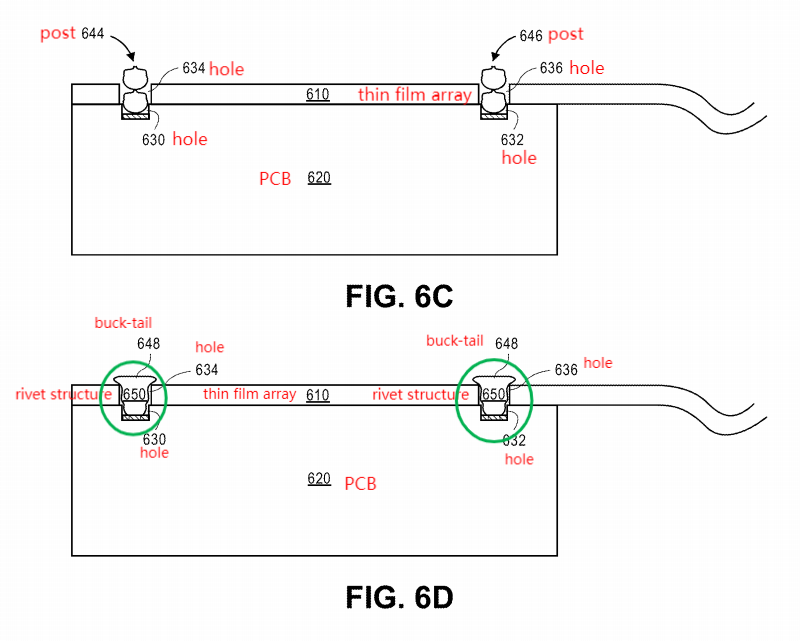 post 644
646 post
634 hole
636 hole
610 thin film array
630 hole
632
hole
PCB 620
FIG. 6C
buck-tail
648
buck-tail
648
hole
634
hole
636
rivet structure 650
thin film array 610
rivet structure 650
630
hole
632
hole
620 PCB
FIG. 6D